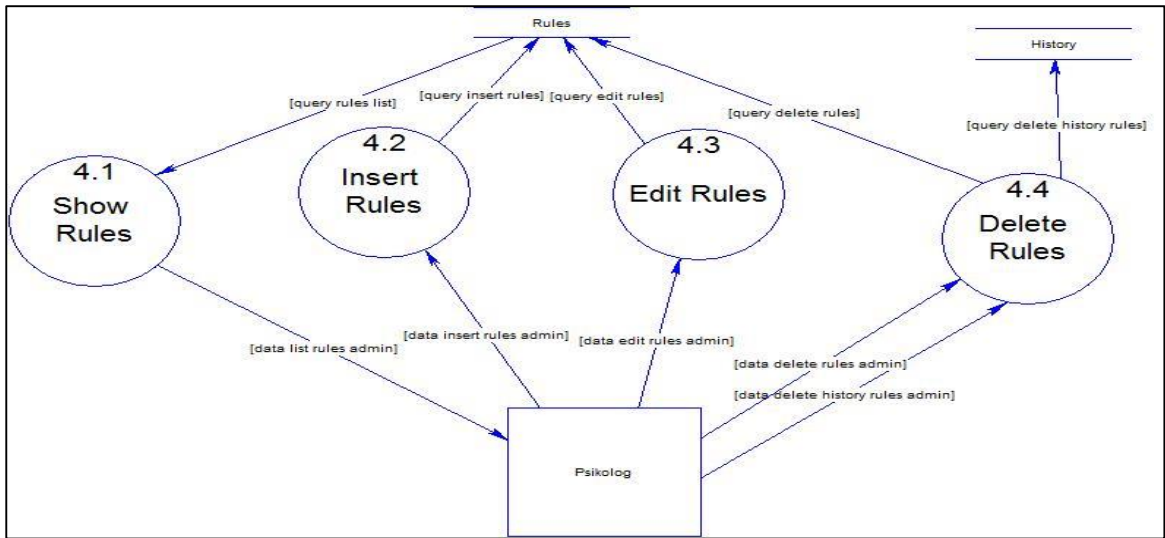 Rules
History
[query rules list]
[query insert rules]
[query edit rules]
[query delete rules]
[query delete history rules]
4.1
Show
Rules
4.2
Insert
Rules
4.3
Edit Rules
4.4
Delete
Rules
[data list rules admin]
[data insert rules admin]
[data edit rules admin]
[data delete rules admin]
[data delete history rules admin]
Psikolog